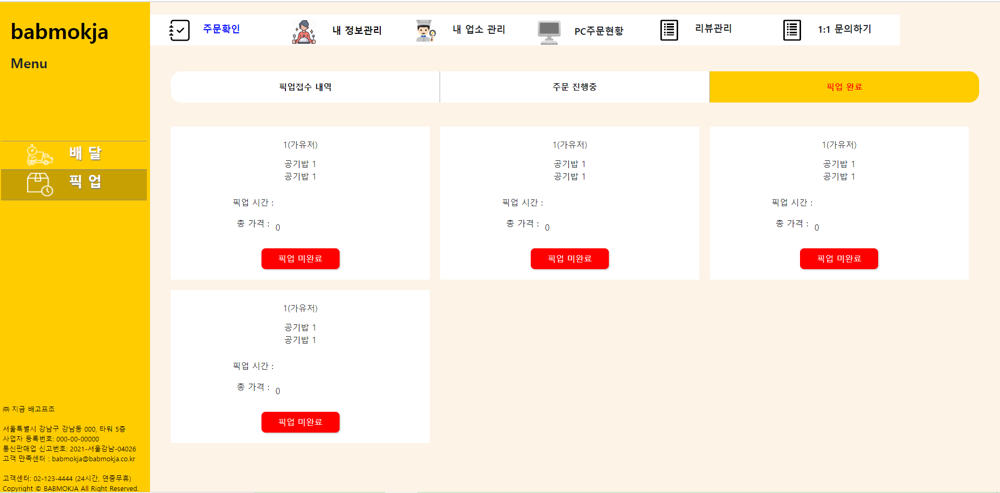 babmokja
Menu
배 달
픽 업
㈜ 지금 배고프조
서울특별시 강남구 강남동 000, 타워 5층
사업자 등록번호: 000-00-00000
통신판매업 신고번호: 2021-서울강남-04026
고객 만족센터 : babmokja@babmokja.co.kr
고객센터: 02-123-4444 (24시간, 연중무휴)
Copyright © BABMOKJA All Right Reserved.
주문확인
내 정보관리
내 업소 관리
PC주문현황
리뷰관리
1:1 문의하기
픽업접수 내역
주문 진행중
픽업 완료
1(가유저)
공기밥 1
공기밥 1
픽업 시간 :
총 가격 : 0
픽업 미완료
1(가유저)
공기밥 1
공기밥 1
픽업 시간 :
총 가격 : 0
픽업 미완료
1(가유저)
공기밥 1
공기밥 1
픽업 시간 :
총 가격 : 0
픽업 미완료
1(가유저)
공기밥 1
공기밥 1
픽업 시간 :
총 가격 : 0
픽업 미완료